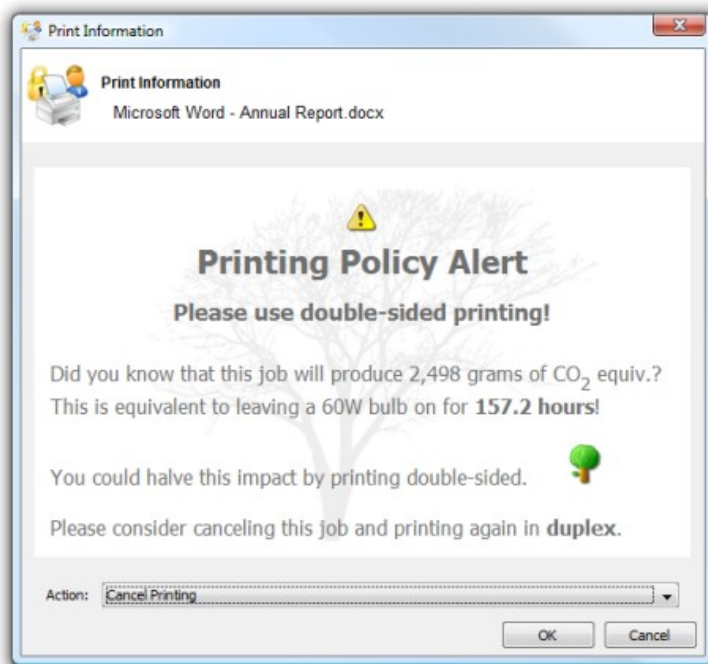 Print Information
Print Information
Microsoft Word - Annual Report.docx
Printing Policy Alert
Please use double-sided printing!
Did you know that this job will produce 2,498 grams of CO₂ equiv.?
This is equivalent to leaving a 60W bulb on for 157.2 hours!
You could halve this impact by printing double-sided.
Please consider canceling this job and printing again in duplex.
Action: Cancel Printing
OK Cancel